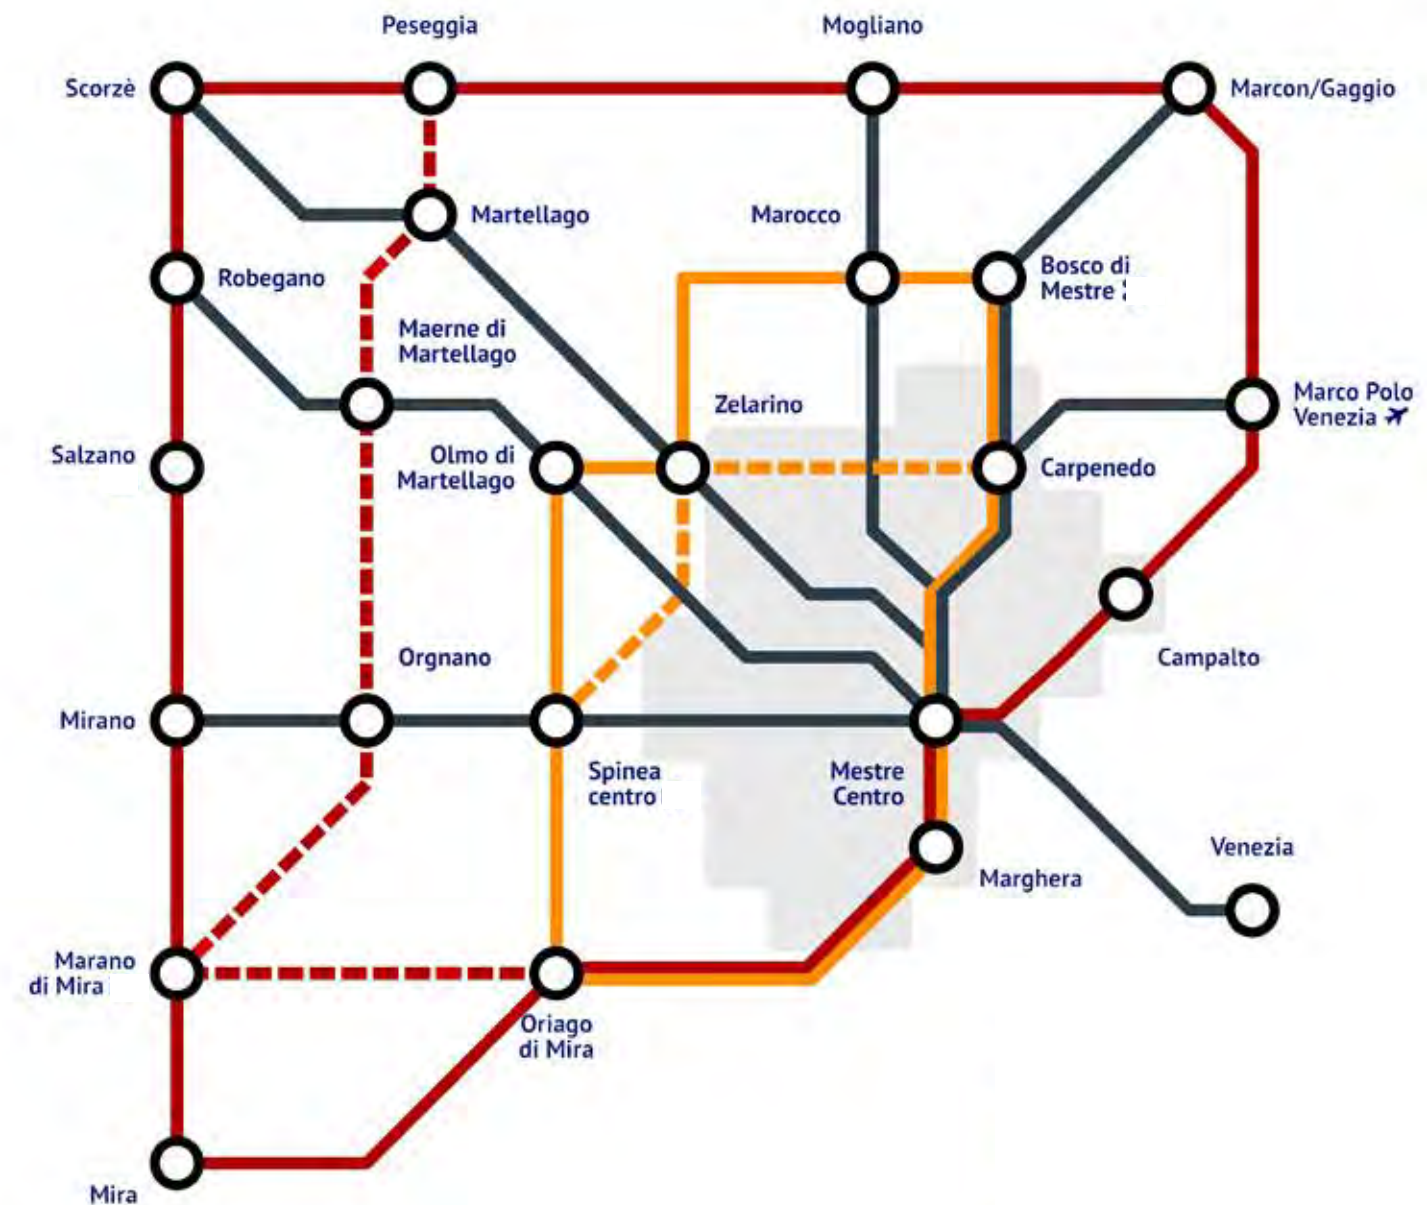 Peseggia
Mogliano
Scorzè
Marcon/Gaggio
Martellago
Marocco
Robegano
Bosco di
Mestre
Maerne di
Martellago
Zelarino
Marco Polo
Venezia
Salzano
Olmo di
Martellago
Carpenedo
Orgnano
Campalto
Mirano
Spinea
centro
Mestre
Centro
Venezia
Marghera
Marano
di Mira
Oriago
di Mira
Mira